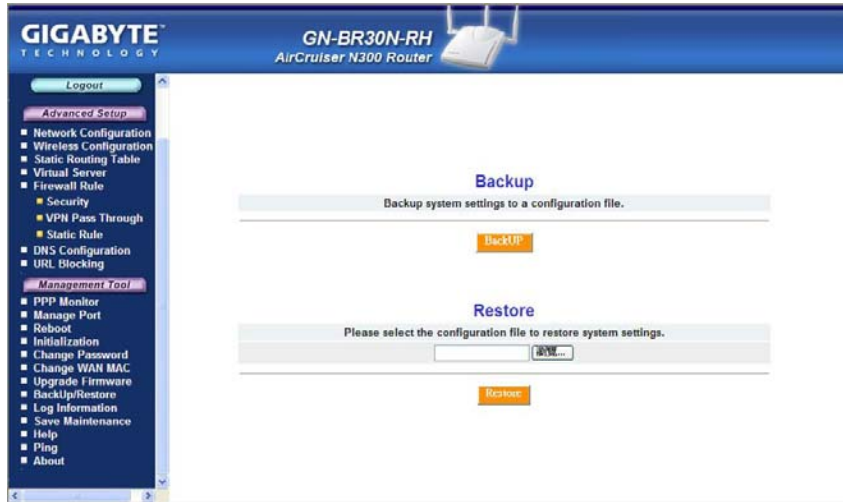 GIGABYTE™
TECHNOLOGY
GN-BR30N-RH
AirCruiser N300 Router
Logout
Advanced Setup
Network Configuration
Wireless Configuration
Static Routing Table
Virtual Server
Firewall Rule
Security
VPN Pass Through
Static Rule
DNS Configuration
URL Blocking
Management Tool
PPP Monitor
Manage Port
Reboot
Initialization
Change Password
Change WAN MAC
Upgrade Firmware
BackUp/Restore
Log Information
Save Maintenance
Help
Ping
About
Backup
Backup system settings to a configuration file.
BackUP
Restore
Please select the configuration file to restore system settings.
Restore